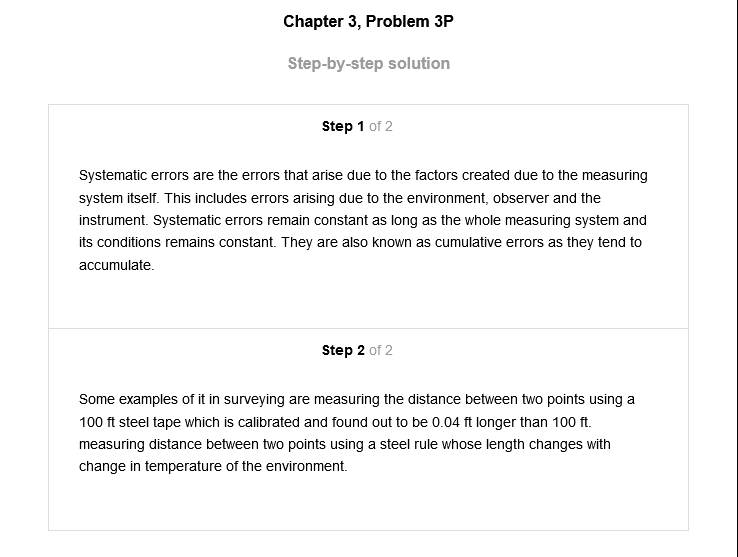 Chapter 3, Problem 3P
Step-by-step solution
Step 1 of 2
Systematic errors are the errors that arise due to the factors created due to the measuring
system itself. This includes errors arising due to the environment, observer and the
instrument. Systematic errors remain constant as long as the whole measuring system and
its conditions remains constant. They are also known as cumulative errors as they tend to
accumulate.
Step 2 of 2
Some examples of it in surveying are measuring the distance between two points using a
100 ft steel tape which is calibrated and found out to be 0.04 ft longer than 100 ft.
measuring distance between two points using a steel rule whose length changes with
change in temperature of the environment.